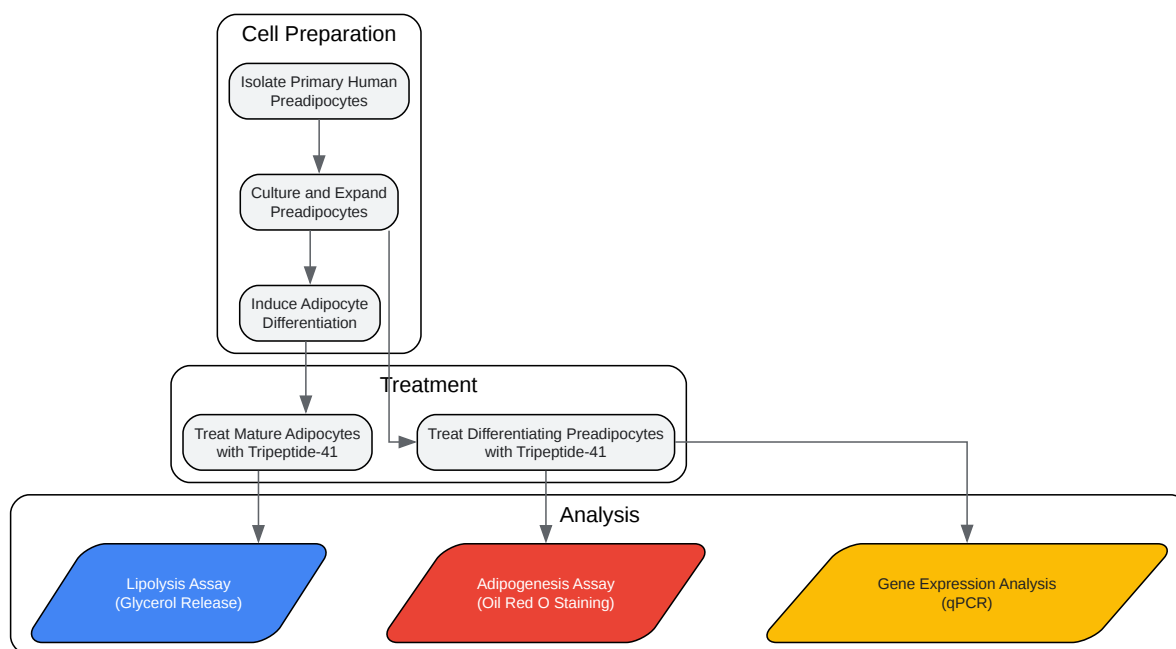 Cell Preparation
Isolate Primary Human
Preadipocytes
Culture and Expand
Preadipocytes
Induce Adipocyte
Differentiation
Treatment
Treat Mature Adipocytes
with Tripeptide-41
Treat Differentiating Preadipocytes
with Tripeptide-41
Analysis
Lipolysis Assay
(Glycerol Release)
Adipogenesis Assay
(Oil Red O Staining)
Gene Expression Analysis
(qPCR)